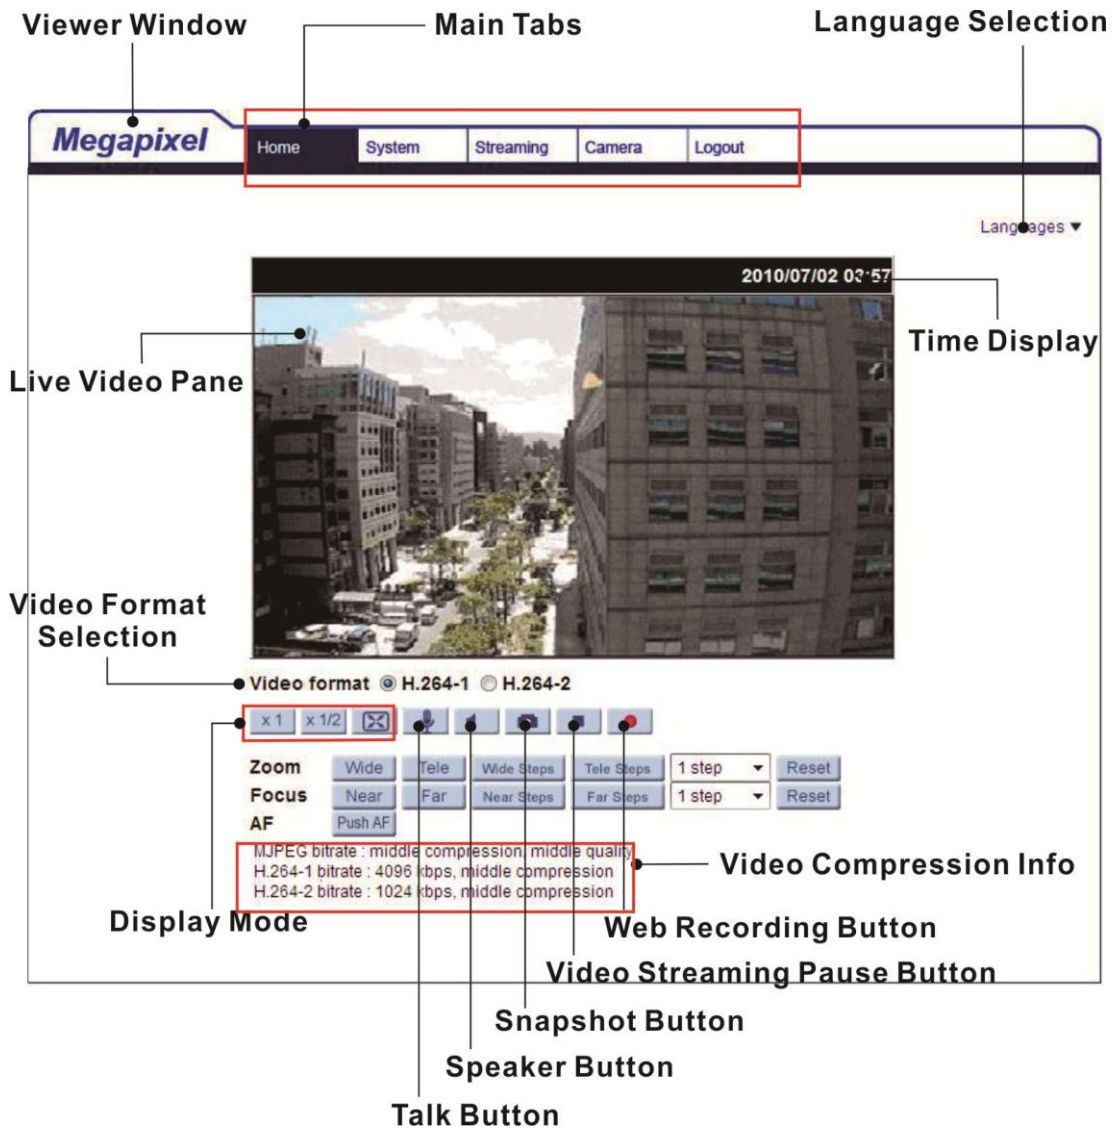 Viewer Window
Main Tabs
Language Selection
Megapixel
Home System Streaming Camera Logout
Languages
2010/07/02 03:57
Time Display
Live Video Pane
Video Format
Selection
Video format H.264-1 H.264-2
x 1 x 1/2
Zoom Wide Tele Wide Steps Tele Steps 1 step Reset
Focus Near Far Near Steps Far Steps 1 step Reset
AF Push AF
MJPEG bitrate : middle compression, middle quality
H.264-1 bitrate : 4096 kbps, middle compression
H.264-2 bitrate : 1024 kbps, middle compression
Video Compression Info
Display Mode
Web Recording Button
Video Streaming Pause Button
Snapshot Button
Speaker Button
Talk Button